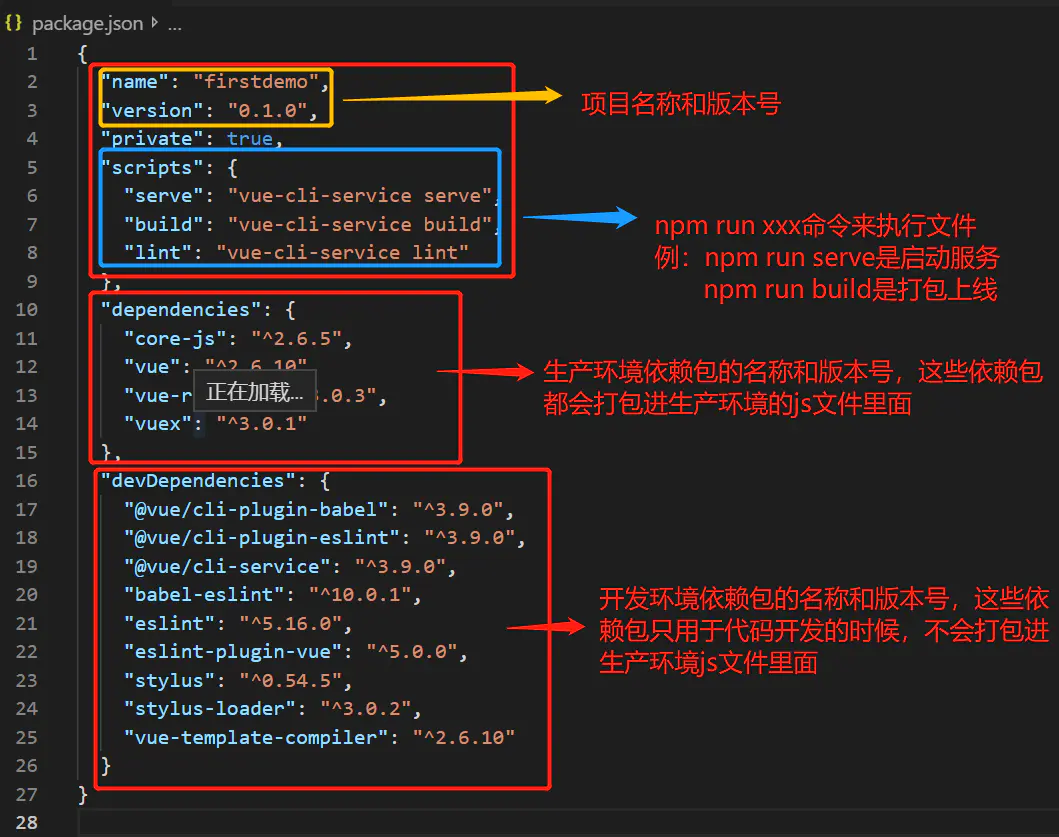 {} package.json > ...
1 {
2 "name": "firstdemo",
3 "version": "0.1.0",
项目名称和版本号
4 "private": true,
5 "scripts": {
6 "serve": "vue-cli-service serve",
7 "build": "vue-cli-service build",
npm run xxx命令来执行文件
8 "lint": "vue-cli-service lint"
例：npm run serve是启动服务
9 },
npm run build是打包上线
10 "dependencies": {
11 "core-js": "^2.6.5",
12 "vue": "^2.6.10"
生产环境依赖包的名称和版本号，这些依赖包
13 "vue-r .0.3",
正在加载...
都会打包进生产环境的js文件里面
14 "vuex": "^3.0.1"
15 },
16 "devDependencies": {
17 "@vue/cli-plugin-babel": "^3.9.0",
18 "@vue/cli-plugin-eslint": "^3.9.0",
19 "@vue/cli-service": "^3.9.0",
20 "babel-eslint": "^10.0.1",
开发环境依赖包的名称和版本号，这些依
21 "eslint": "^5.16.0",
赖包只用于代码开发的时候，不会打包进
22 "eslint-plugin-vue": "^5.0.0",
生产环境js文件里面
23 "stylus": "^0.54.5",
24 "stylus-loader": "^3.0.2",
25 "vue-template-compiler": "^2.6.10"
26 }
27 }
28